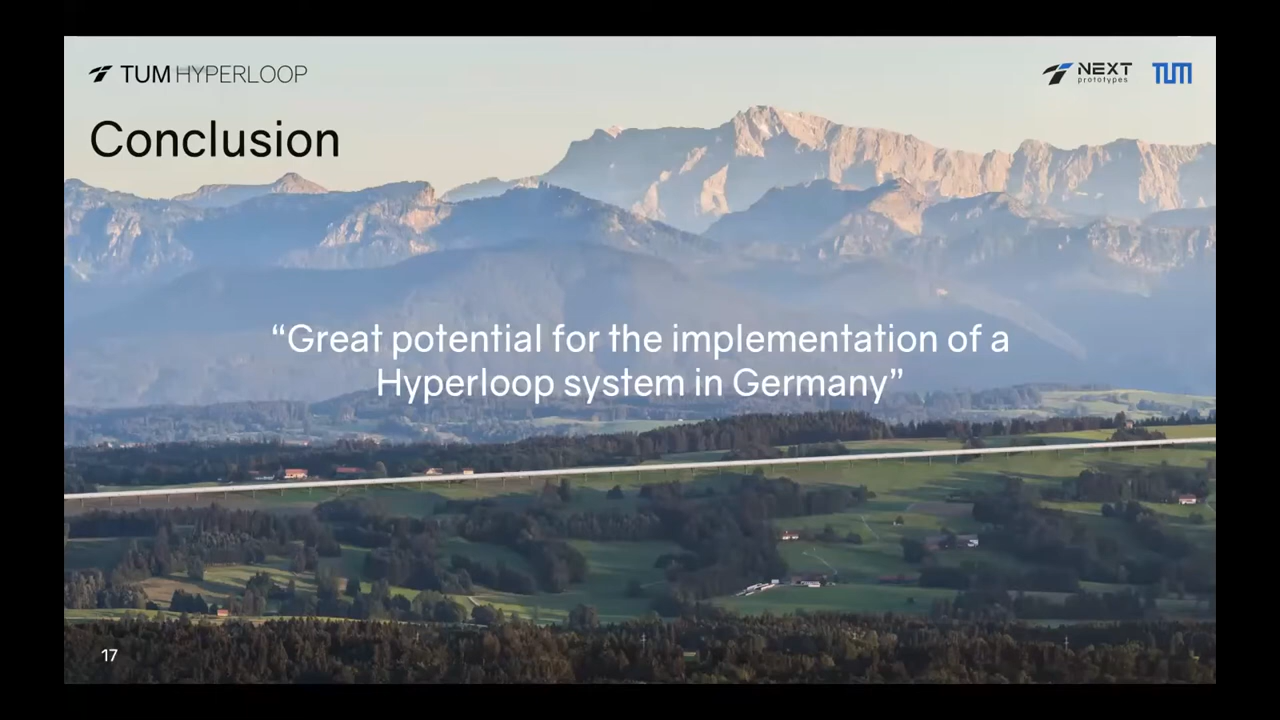 TUM HYPERLOOP
NEXT
prototypes
TUM
Conclusion
“Great potential for the implementation of a
Hyperloop system in Germany”
17